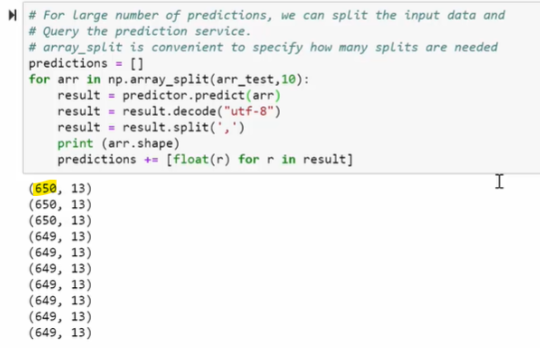 # For large number of predictions, we can split the input data and
# Query the prediction service.
# array_split is convenient to specify how many splits are needed
predictions = []
for arr in np.array_split(arr_test,10):
    result = predictor.predict(arr)
    result = result.decode("utf-8")
    result = result.split(',')
    print (arr.shape)
    predictions += [float(r) for r in result]
(650, 13)
(650, 13)
(650, 13)
(649, 13)
(649, 13)
(649, 13)
(649, 13)
(649, 13)
(649, 13)
(649, 13)